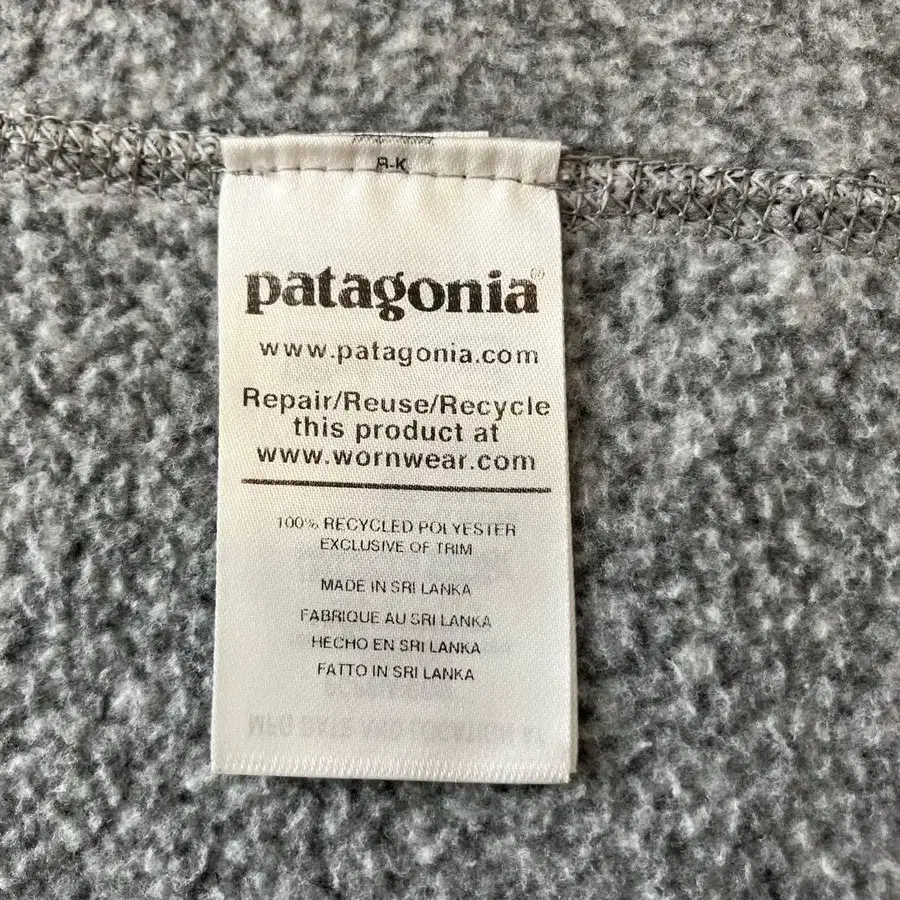 R-K
patagonia®
www.patagonia.com
Repair/Reuse/Recycle
this product at
www.wornwear.com
100% RECYCLED POLYESTER
EXCLUSIVE OF TRIM
MADE IN SRI LANKA
FABRIQUE AU SRI LANKA
HECHO EN SRI LANKA
FATTO IN SRI LANKA